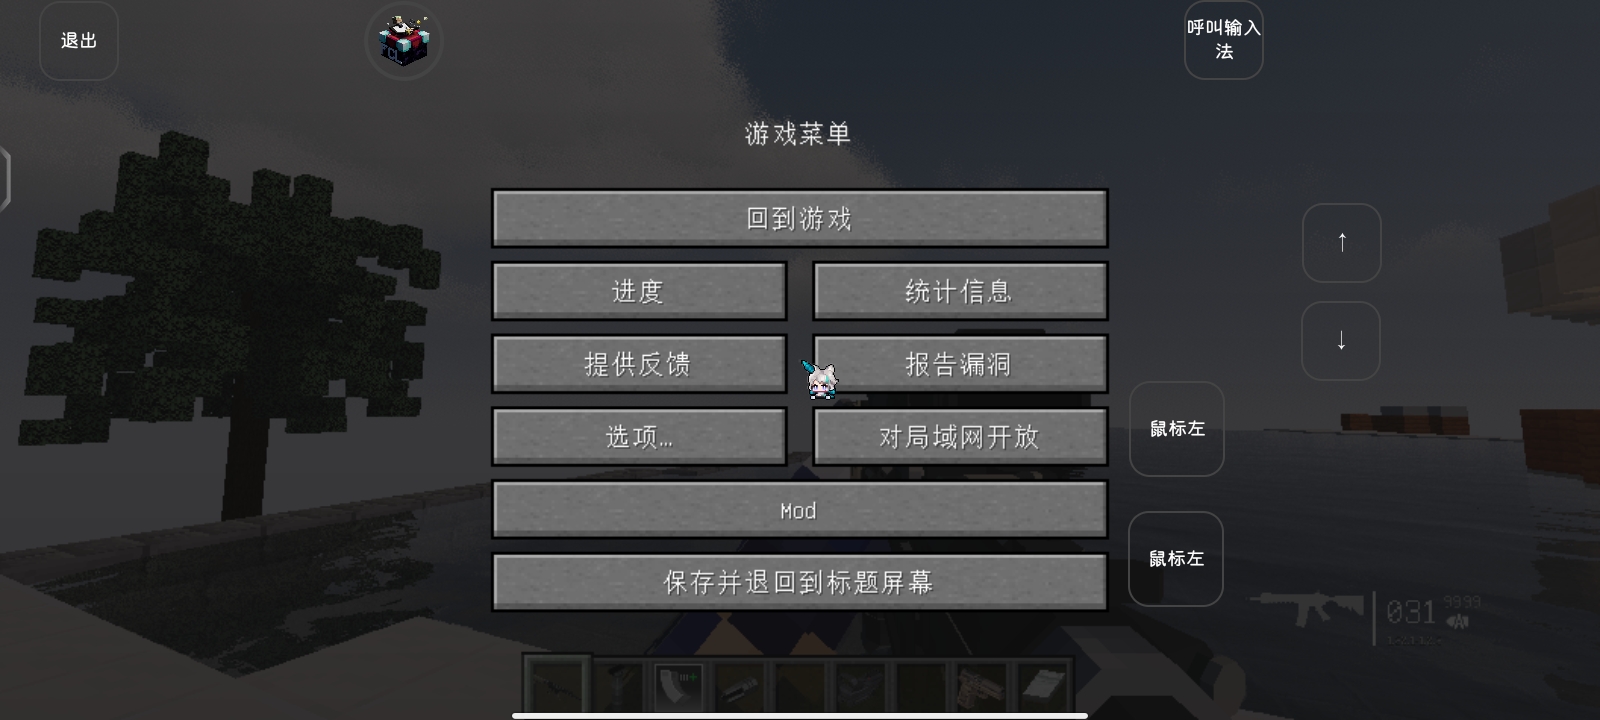 退出
呼叫输入
法
游戏菜单
回到游戏
进度
统计信息
提供反馈
报告漏洞
选项...
对局域网开放
Mod
保存并退回到标题屏幕
↑
↓
鼠标左
鼠标左
031
9999
III+